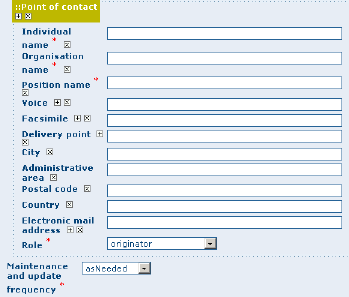 ::Point of contact
Individual
name *
Organisation
name *
Position name *
Voice
Facsimile
Delivery point
City
Administrative
area
Postal code
Country
Electronic mail
address
Role * originator
Maintenance
and update
frequency * asNeeded